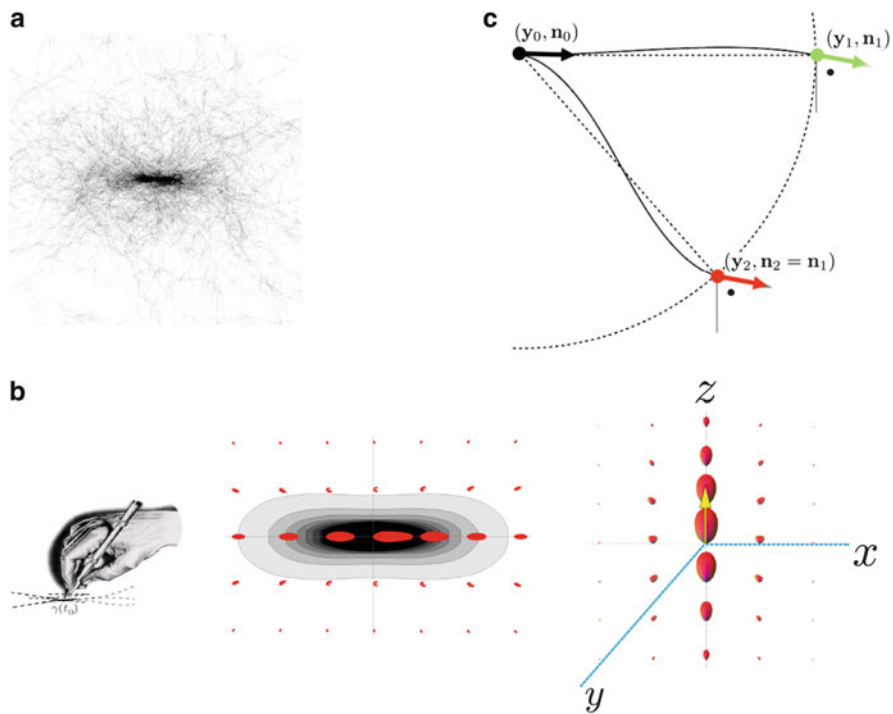 a
c
(y₀, n₀)
(y₁, n₁)
(y₂, n₂ = n₁)
b
γ(t₀)
z
x
y